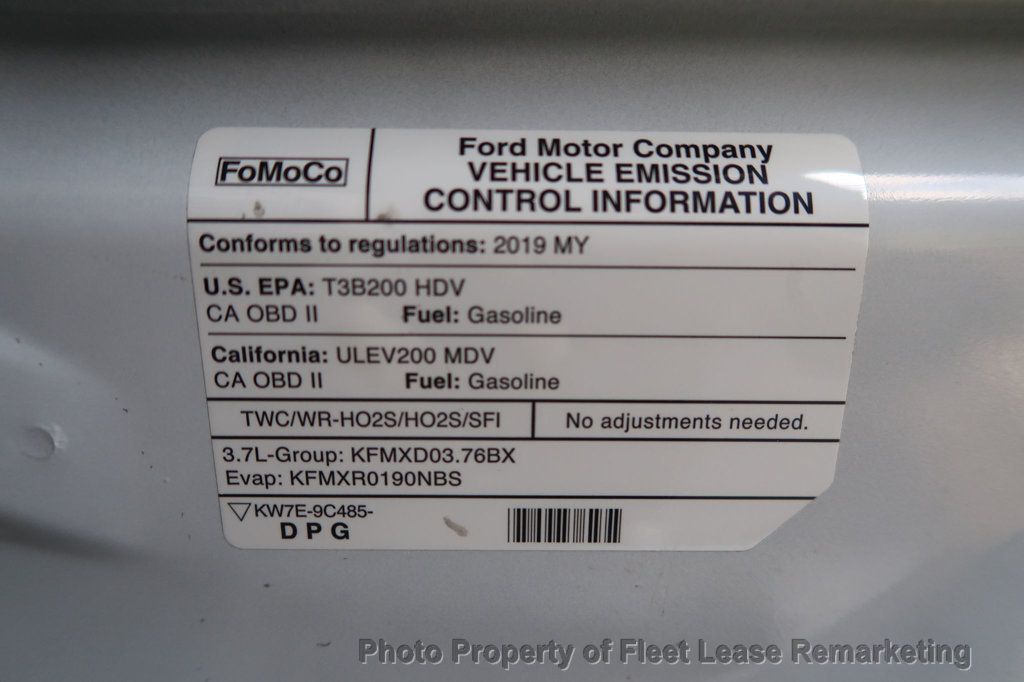 FoMoCo
Ford Motor Company
VEHICLE EMISSION
CONTROL INFORMATION
Conforms to regulations: 2019 MY
U.S. EPA: T3B200 HDV
CA OBD II Fuel: Gasoline
California: ULEV200 MDV
CA OBD II Fuel: Gasoline
TWC/WR-HO2S/HO2S/SFI No adjustments needed.
3.7L-Group: KFMXD03.76BX
Evap: KFMXR0190NBS
KW7E-9C485-
DPG
Photo Property of Fleet Lease Remarketing